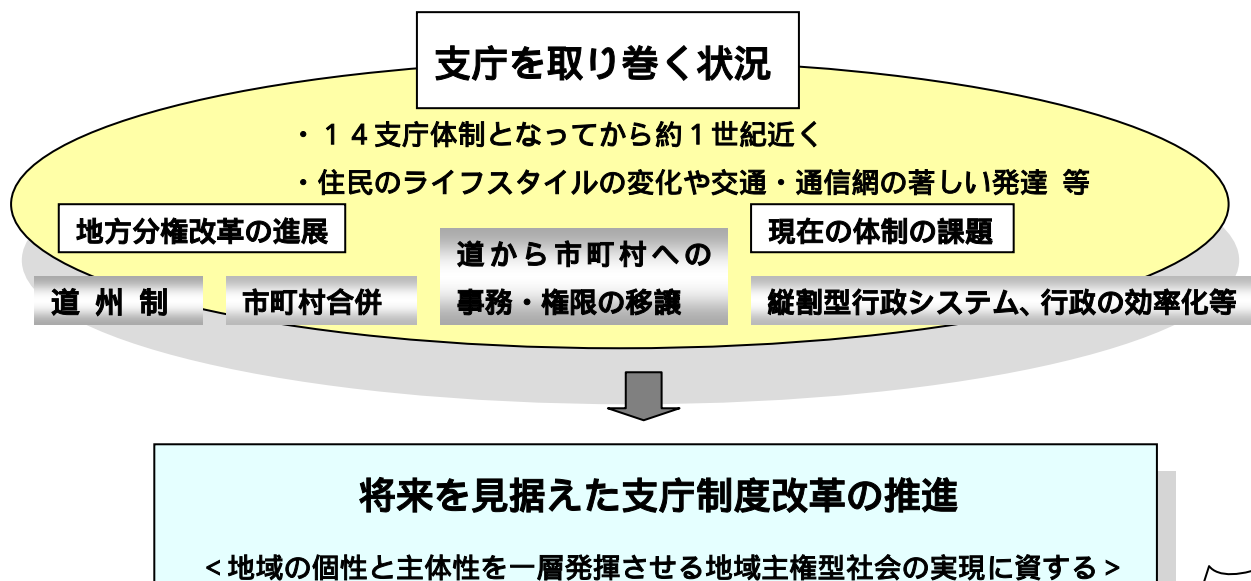 支庁を取り巻く状況
・１４支庁体制となってから約１世紀近く
・住民のライフスタイルの変化や交通・通信網の著しい発達 等
地方分権改革の進展
現在の体制の課題
道 州 制
市町村合併
道から市町村への
事務・権限の移譲
縦割型行政システム、行政の効率化等
将来を見据えた支庁制度改革の推進
＜地域の個性と主体性を一層発揮させる地域主権型社会の実現に資する＞